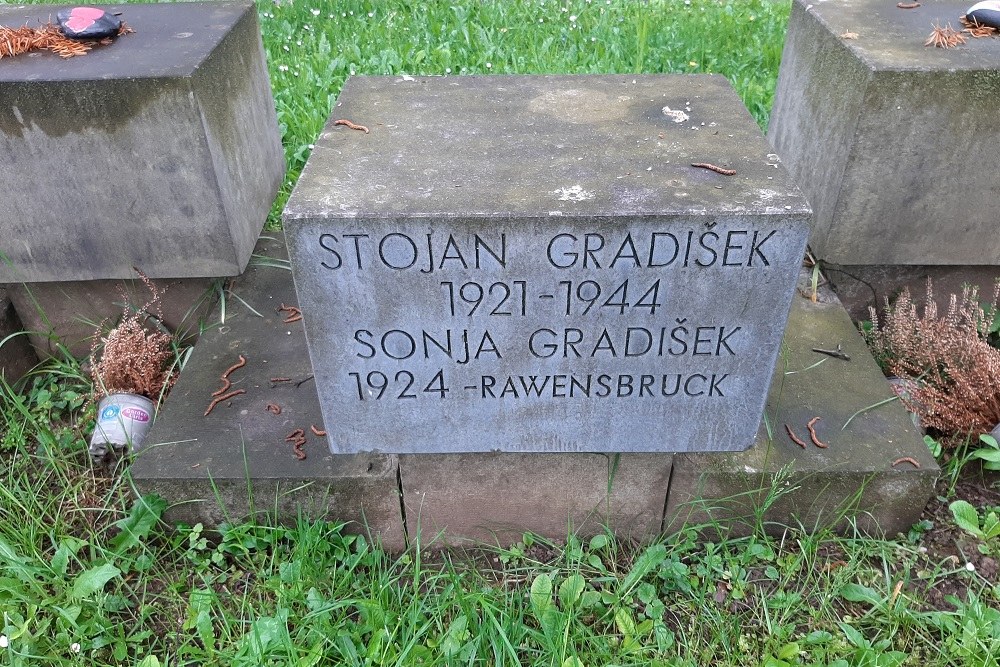 STOJAN GRADIŠEK
1921-1944
SONJA GRADIŠEK
1924-RAWENSBRUCK